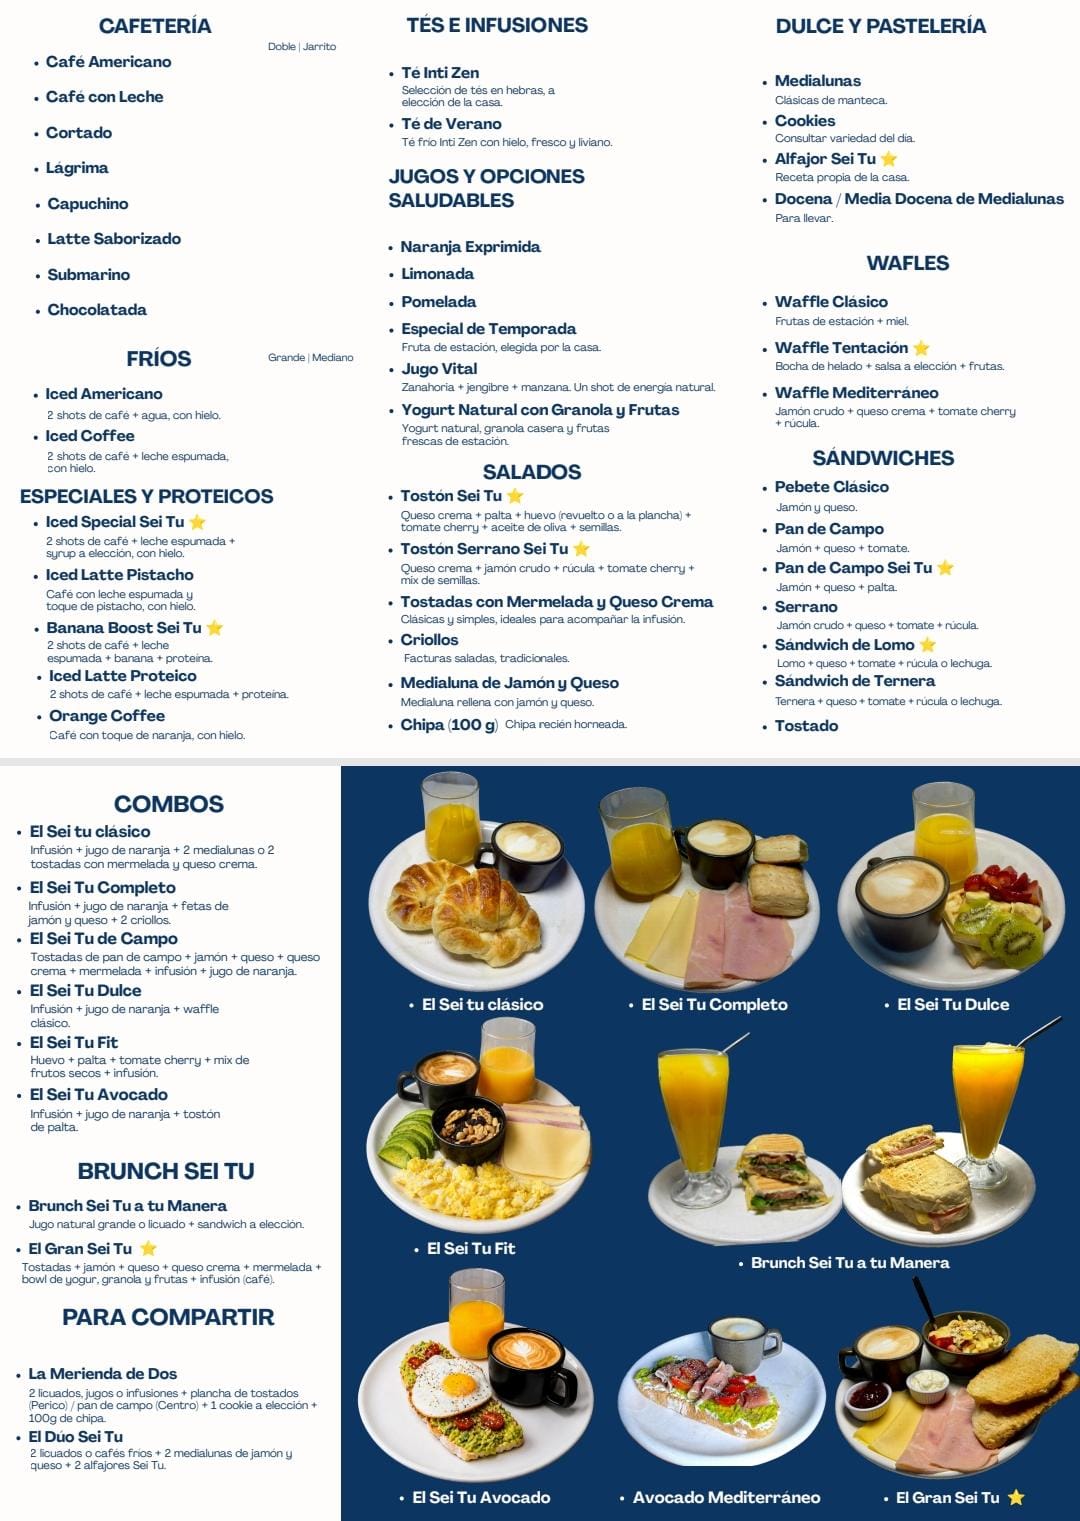 CAFETERÍA
Doble | Jarrito
• Café Americano
• Café con Leche
• Cortado
• Lágrima
• Capuchino
• Latte Saborizado
• Submarino
• Chocolatada
FRÍOS
Grande | Mediano
• Iced Americano
2 shots de café + agua, con hielo.
• Iced Coffee
2 shots de café + leche espumada,
con hielo.
ESPECIALES Y PROTEICOS
• Iced Special Sei Tu ⭐
2 shots de café + leche espumada +
syrup a elección, con hielo.
• Iced Latte Pistacho
Café con leche espumada y
toque de pistacho, con hielo.
• Banana Boost Sei Tu ⭐
2 shots de café + leche
espumada + banana + proteína.
• Iced Latte Proteico
2 shots de café + leche espumada + proteína.
• Orange Coffee
Café con toque de naranja, con hielo.
TÉS E INFUSIONES
• Té Inti Zen
Selección de tés en hebras, a
elección de la casa.
• Té de Verano
Té frío Inti Zen con hielo, fresco y liviano.
JUGOS Y OPCIONES
SALUDABLES
• Naranja Exprimida
• Limonada
• Pomelada
• Especial de Temporada
Fruta de estación, elegida por la casa.
• Jugo Vital
Zanahoria + jengibre + manzana. Un shot de energía natural.
• Yogurt Natural con Granola y Frutas
Yogurt natural, granola casera y frutas
frescas de estación.
SALADOS
• Tostón Sei Tu ⭐
Queso crema + palta + huevo (revuelto o a la plancha) +
tomate cherry + aceite de oliva + semillas.
• Tostón Serrano Sei Tu ⭐
Queso crema + jamón crudo + rúcula + tomate cherry +
mix de semillas.
• Tostadas con Mermelada y Queso Crema
Clásicas y simples, ideales para acompañar la infusión.
• Criollos
Facturas saladas, tradicionales.
• Medialuna de Jamón y Queso
Medialuna rellena con jamón y queso.
• Chipa (100 g) Chipa recién horneada.
DULCE Y PASTELERÍA
• Medialunas
Clásicas de manteca.
• Cookies
Consultar variedad del día.
• Alfajor Sei Tu ⭐
Receta propia de la casa.
• Docena / Media Docena de Medialunas
Para llevar.
WAFLES
• Waffle Clásico
Frutas de estación + miel.
• Waffle Tentación ⭐
Bocha de helado + salsa a elección + frutas.
• Waffle Mediterráneo
Jamón crudo + queso crema + tomate cherry
+ rúcula.
SÁNDWICHES
• Pebete Clásico
Jamón y queso.
• Pan de Campo
Jamón + queso + tomate.
• Pan de Campo Sei Tu ⭐
Jamón + queso + palta.
• Serrano
Jamón crudo + queso + tomate + rúcula.
• Sándwich de Lomo ⭐
Lomo + queso + tomate + rúcula o lechuga.
• Sándwich de Ternera
Ternera + queso + tomate + rúcula o lechuga.
• Tostado
COMBOS
• El Sei tu clásico
Infusión + jugo de naranja + 2 medialunas o 2
tostadas con mermelada y queso crema.
• El Sei Tu Completo
Infusión + jugo de naranja + fetas de
jamón y queso + 2 criollos.
• El Sei Tu de Campo
Tostadas de pan de campo + jamón + queso + queso
crema + mermelada + infusión + jugo de naranja.
• El Sei Tu Dulce
Infusión + jugo de naranja + waffle
clásico.
• El Sei Tu Fit
Huevo + palta + tomate cherry + mix de
frutos secos + infusión.
• El Sei Tu Avocado
Infusión + jugo de naranja + tostón
de palta.
BRUNCH SEI TU
• Brunch Sei Tu a tu Manera
Jugo natural grande o licuado + sandwich a elección.
• El Gran Sei Tu ⭐
Tostadas + jamón + queso + queso crema + mermelada +
bowl de yogur, granola y frutas + infusión (café).
PARA COMPARTIR
• La Merienda de Dos
2 licuados, jugos o infusiones + plancha de tostados
(Perico) / pan de campo (Centro) + 1 cookie a elección +
100g de chipa.
• El Dúo Sei Tu
2 licuados o cafés fríos + 2 medialunas de jamón y
queso + 2 alfajores Sei Tu.
• El Sei tu clásico
• El Sei Tu Completo
• El Sei Tu Dulce
• El Sei Tu Fit
• Brunch Sei Tu a tu Manera
• El Sei Tu Avocado
• Avocado Mediterráneo
• El Gran Sei Tu ⭐